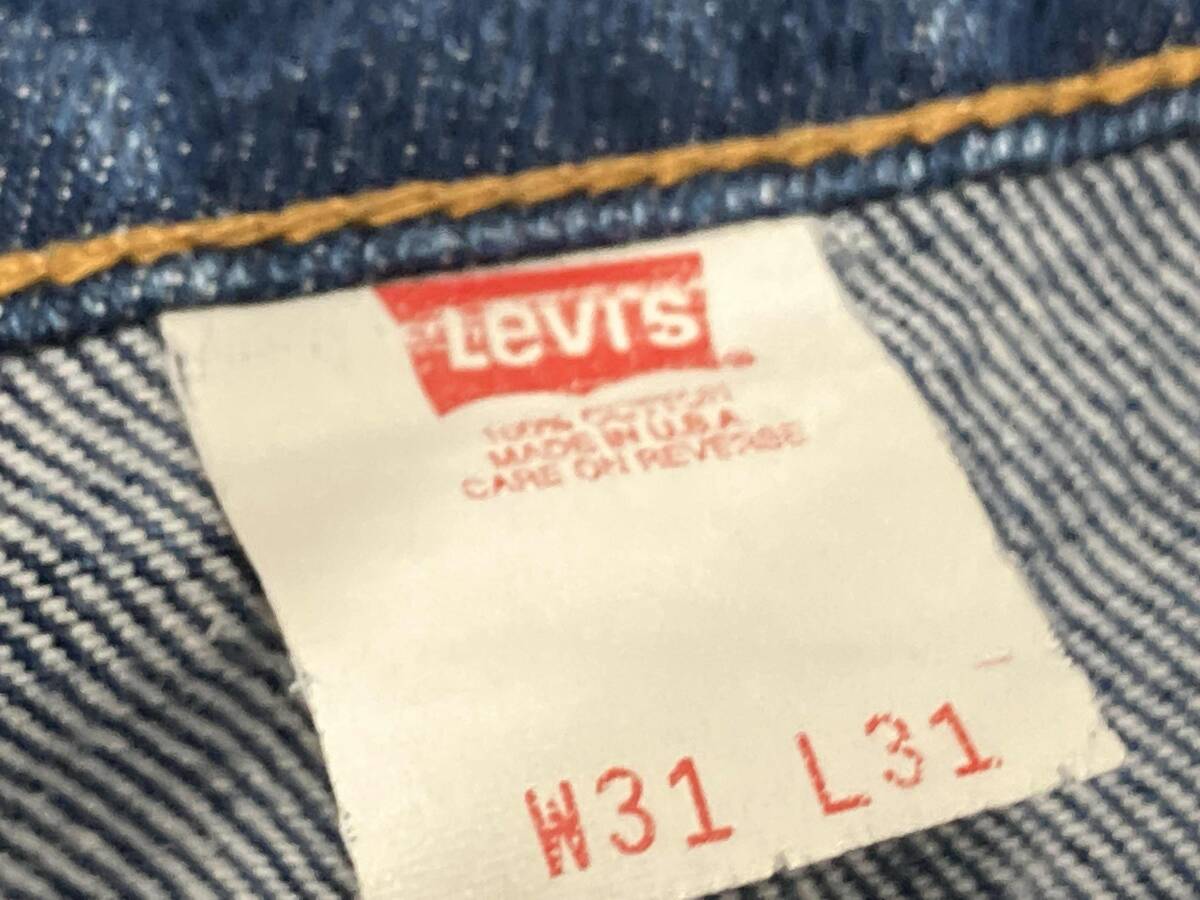 Levi's
100% COTTON
MADE IN U.S.A.
CARE ON REVERSE
W31 L31